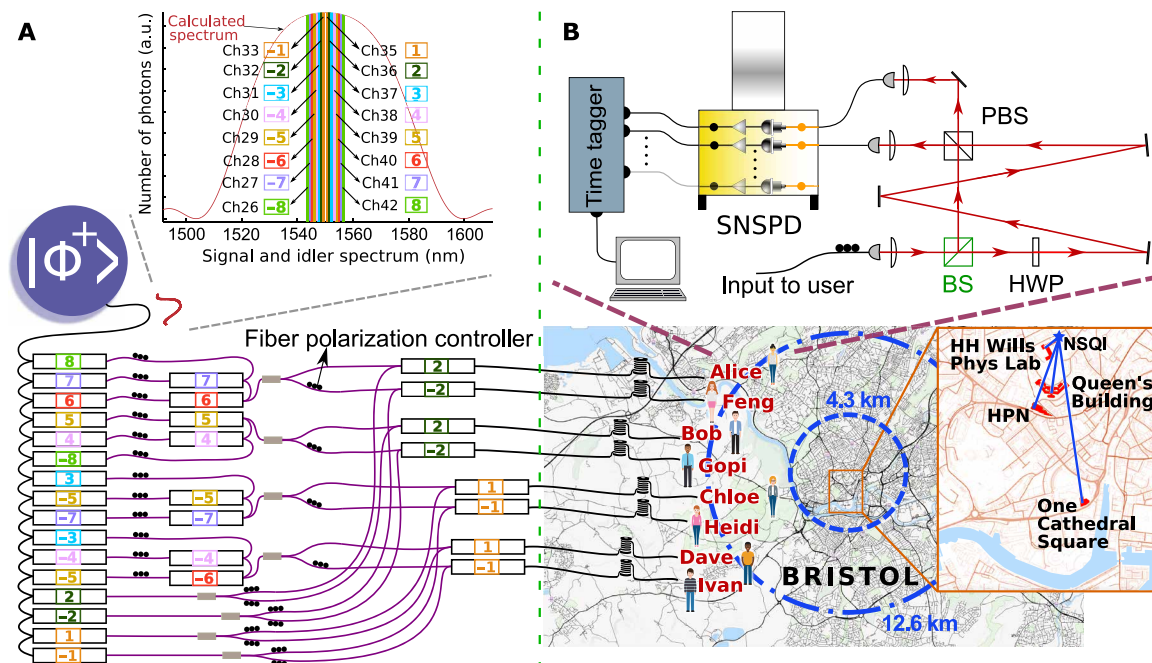 A
Calculated
spectrum
Number of photons (a.u.)
Ch33 -1
Ch32 -2
Ch31 -3
Ch30 -4
Ch29 -5
Ch28 -6
Ch27 -7
Ch26 -8
Ch35 1
Ch36 2
Ch37 3
Ch38 4
Ch39 5
Ch40 6
Ch41 7
Ch42 8
1500 1520 1540 1560 1580 1600
Signal and idler spectrum (nm)
|Φ⁺>
Fiber polarization controller
8
7 7
6 6
5 5
4 4
-8
3
-5 -5
-7 -7
-3
-4 -4
-5 -6
2
-2
1
-1
2
-2
2
-2
1
-1
1
-1
B
Time tagger
SNSPD
PBS
Input to user
BS
HWP
Alice
Feng
Bob
Gopi
Chloe
Heidi
Dave
Ivan
4.3 km
BRISTOL
12.6 km
NSQI
HH Wills
Phys Lab
Queen's
Building
HPN
One
Cathedral
Square